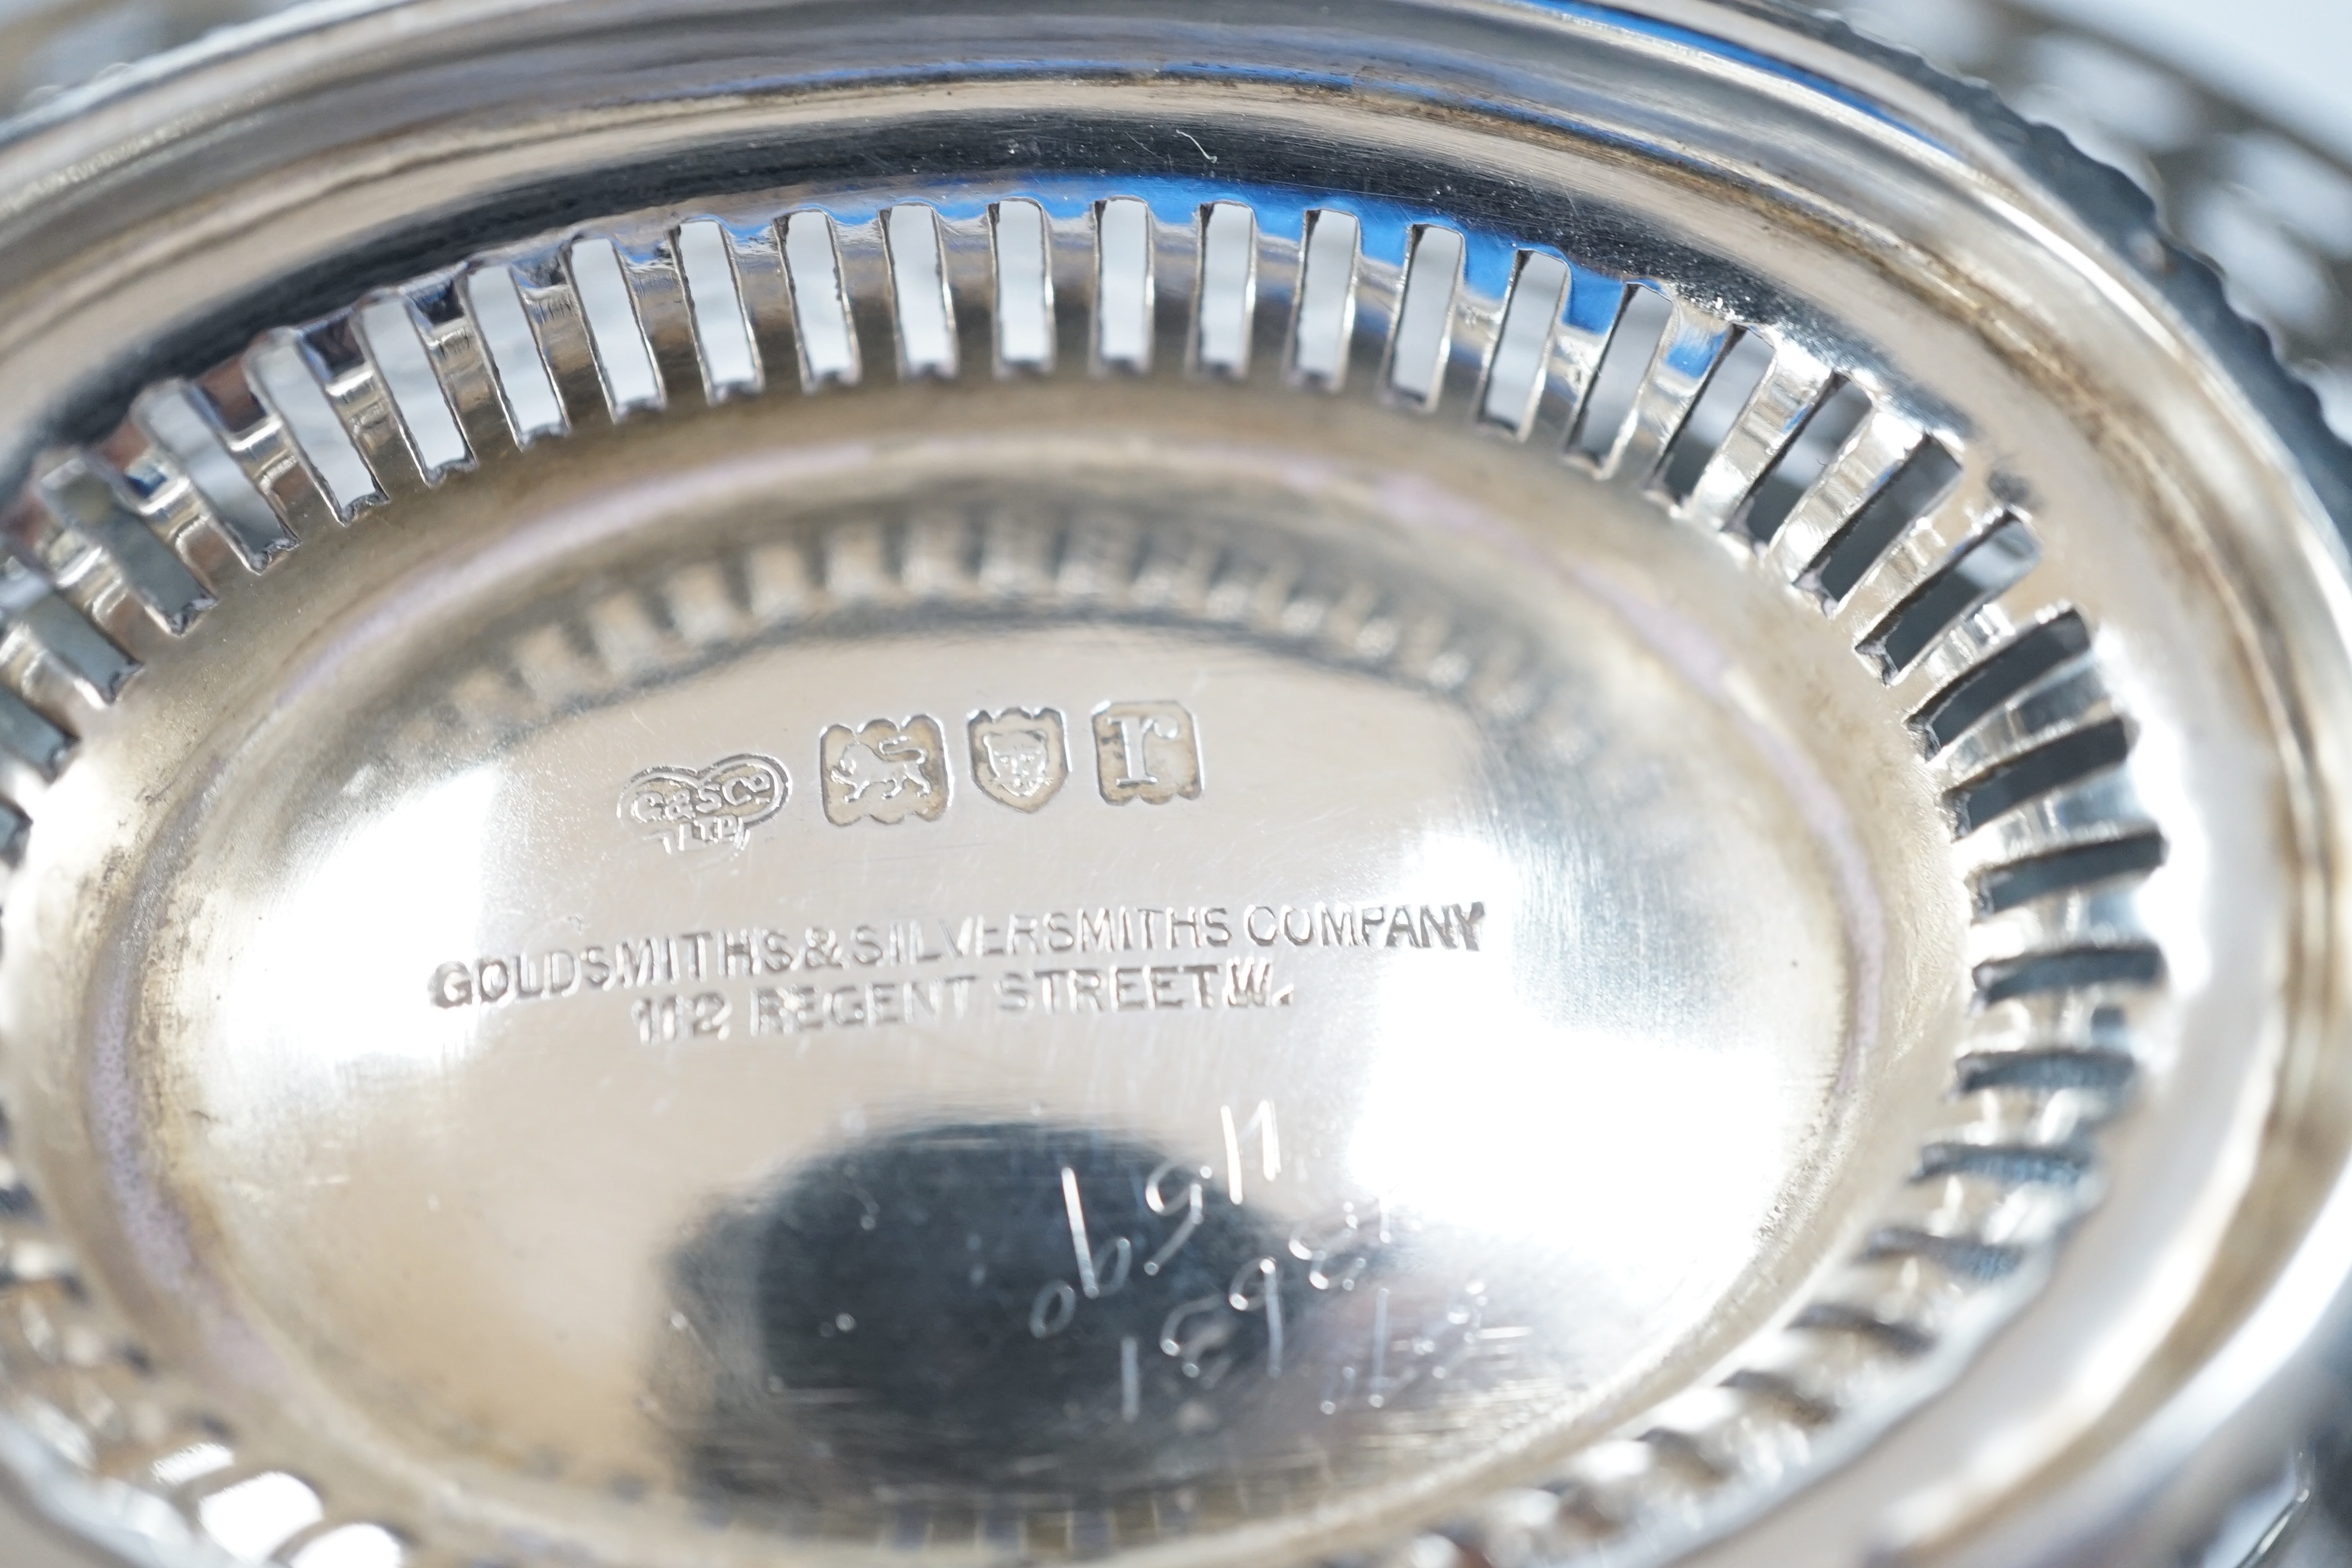 G&SCo.
LTD
r
GOLDSMITHS & SILVERSMITHS COMPANY
112 REGENT STREET W.